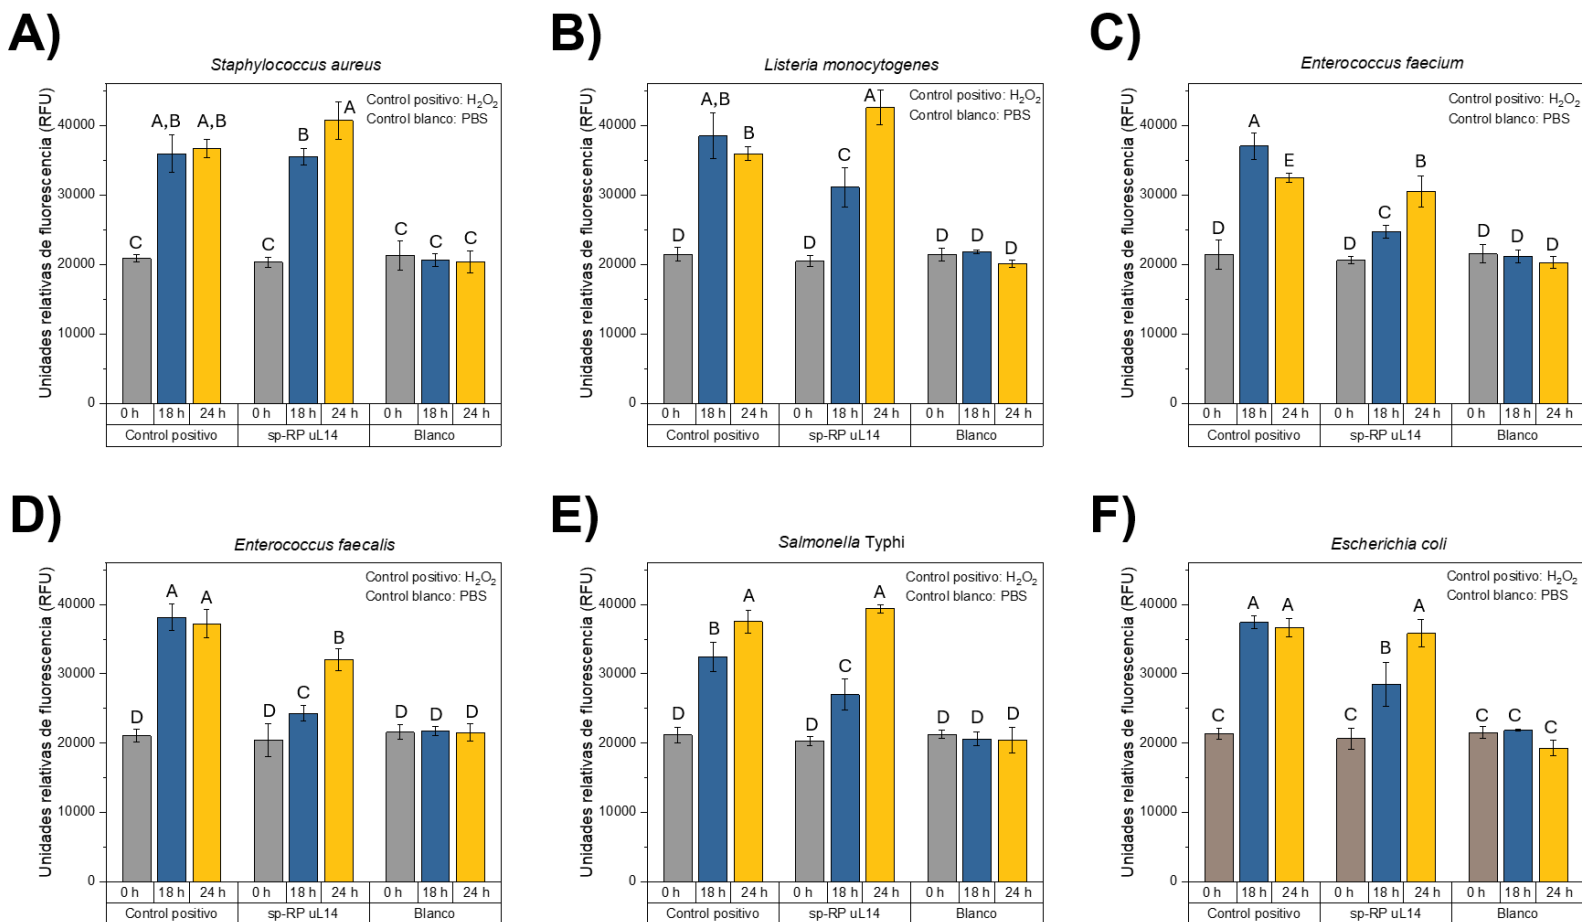 A)
Staphylococcus aureus
Unidades relativas de fluorescencia (RFU)
Control positivo: H₂O₂
Control blanco: PBS
40000
30000
20000
10000
0
A,B A,B B A
C C C C C
0 h 18 h 24 h 0 h 18 h 24 h 0 h 18 h 24 h
Control positivo sp-RP uL14 Blanco
B)
Listeria monocytogenes
Unidades relativas de fluorescencia (RFU)
Control positivo: H₂O₂
Control blanco: PBS
40000
30000
20000
10000
0
D A,B B D C A D D D
0 h 18 h 24 h 0 h 18 h 24 h 0 h 18 h 24 h
Control positivo sp-RP uL14 Blanco
C)
Enterococcus faecium
Unidades relativas de fluorescencia (RFU)
Control positivo: H₂O₂
Control blanco: PBS
40000
30000
20000
10000
0
D A E D C B D D D
0 h 18 h 24 h 0 h 18 h 24 h 0 h 18 h 24 h
Control positivo sp-RP uL14 Blanco
D)
Enterococcus faecalis
Unidades relativas de fluorescencia (RFU)
Control positivo: H₂O₂
Control blanco: PBS
40000
30000
20000
10000
0
D A A D C B D D D
0 h 18 h 24 h 0 h 18 h 24 h 0 h 18 h 24 h
Control positivo sp-RP uL14 Blanco
E)
Salmonella Typhi
Unidades relativas de fluorescencia (RFU)
Control positivo: H₂O₂
Control blanco: PBS
40000
30000
20000
10000
0
D B A D C A D D D
0 h 18 h 24 h 0 h 18 h 24 h 0 h 18 h 24 h
Control positivo sp-RP uL14 Blanco
F)
Escherichia coli
Unidades relativas de fluorescencia (RFU)
Control positivo: H₂O₂
Control blanco: PBS
40000
30000
20000
10000
0
C A A C B A C C C
0 h 18 h 24 h 0 h 18 h 24 h 0 h 18 h 24 h
Control positivo sp-RP uL14 Blanco